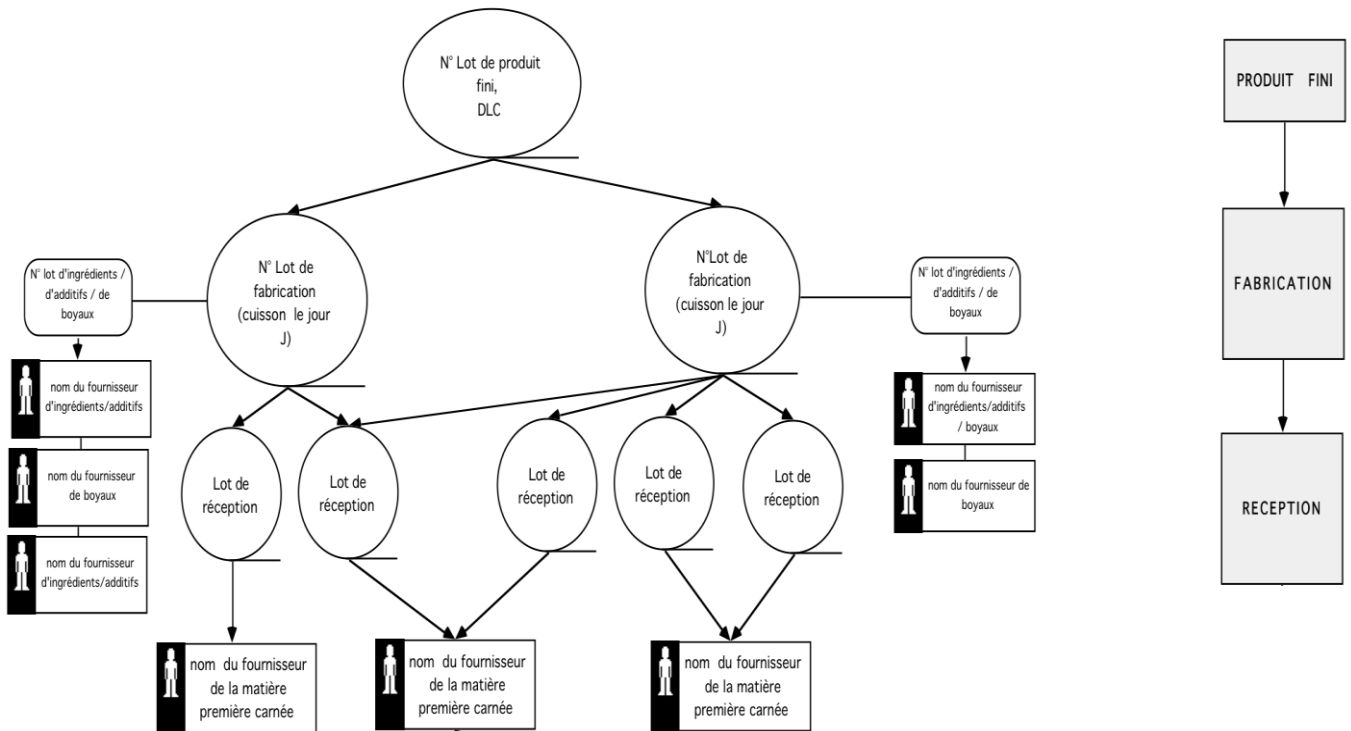 N° Lot de produit
fini,
DLC
PRODUIT FINI
N° Lot de
fabrication
(cuisson le jour
J)
N°Lot de
fabrication
(cuisson le jour
J)
N° lot d'ingrédients /
d'additifs / de
boyaux
N° lot d'ingrédients /
d'additifs / de
boyaux
FABRICATION
nom du fournisseur
d'ingrédients/additifs
nom du fournisseur
de boyaux
nom du fournisseur
d'ingrédients/additifs
nom du fournisseur
d'ingrédients/additifs
/ boyaux
nom du fournisseur de
boyaux
Lot de
réception
Lot de
réception
Lot de
réception
Lot de
réception
Lot de
réception
RECEPTION
nom du fournisseur
de la matière
première carnée
nom du fournisseur
de la matière
première carnée
nom du fournisseur
de la matière
première carnée